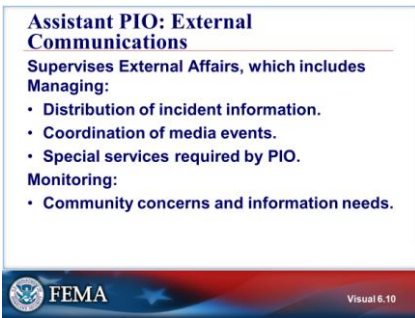 Assistant PIO: External
Communications
Supervises External Affairs, which includes
Managing:
• Distribution of incident information.
• Coordination of media events.
• Special services required by PIO.
Monitoring:
• Community concerns and information needs.
FEMA
Visual 6.10